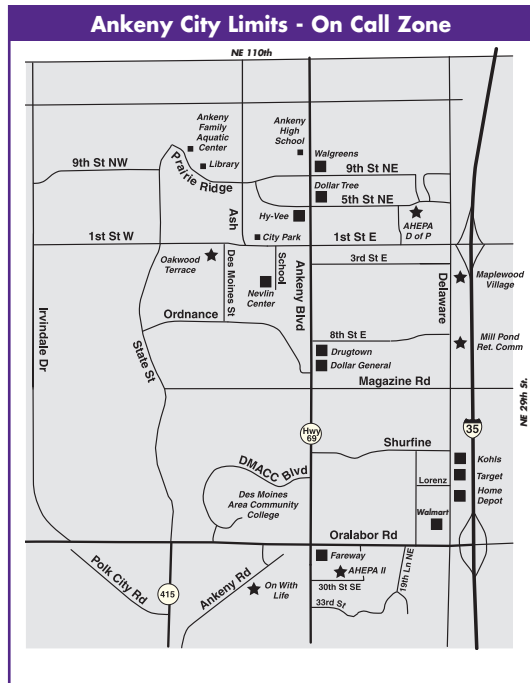 Ankeny City Limits - On Call Zone
NE 110th
Ankeny
Family
Aquatic
Center
Ankeny
High
School
Walgreens
9th St NW
Library
Prairie Ridge
9th St NE
Dollar Tree
5th St NE
Ash
Hy-Vee
AHEPA
D of P
City Park
1st St W
1st St E
Oakwood
Terrace
Des Moines St
School
3rd St E
Maplewood
Village
Nevlin
Center
Ankeny Blvd
Delaware
Ordnance
Irvindale Dr
State St
8th St E
Mill Pond
Ret. Comm
Drugtown
Dollar General
Magazine Rd
NE 29th St.
Hwy
69
35
Shurfine
Kohls
DMACC Blvd
Lorenz
Target
Des Moines
Area Community
College
Home
Depot
Walmart
Oralabor Rd
Polk City Rd
415
Ankeny Rd
On With
Life
Fareway
AHEPA II
30th St SE
33rd St
19th Ln NE